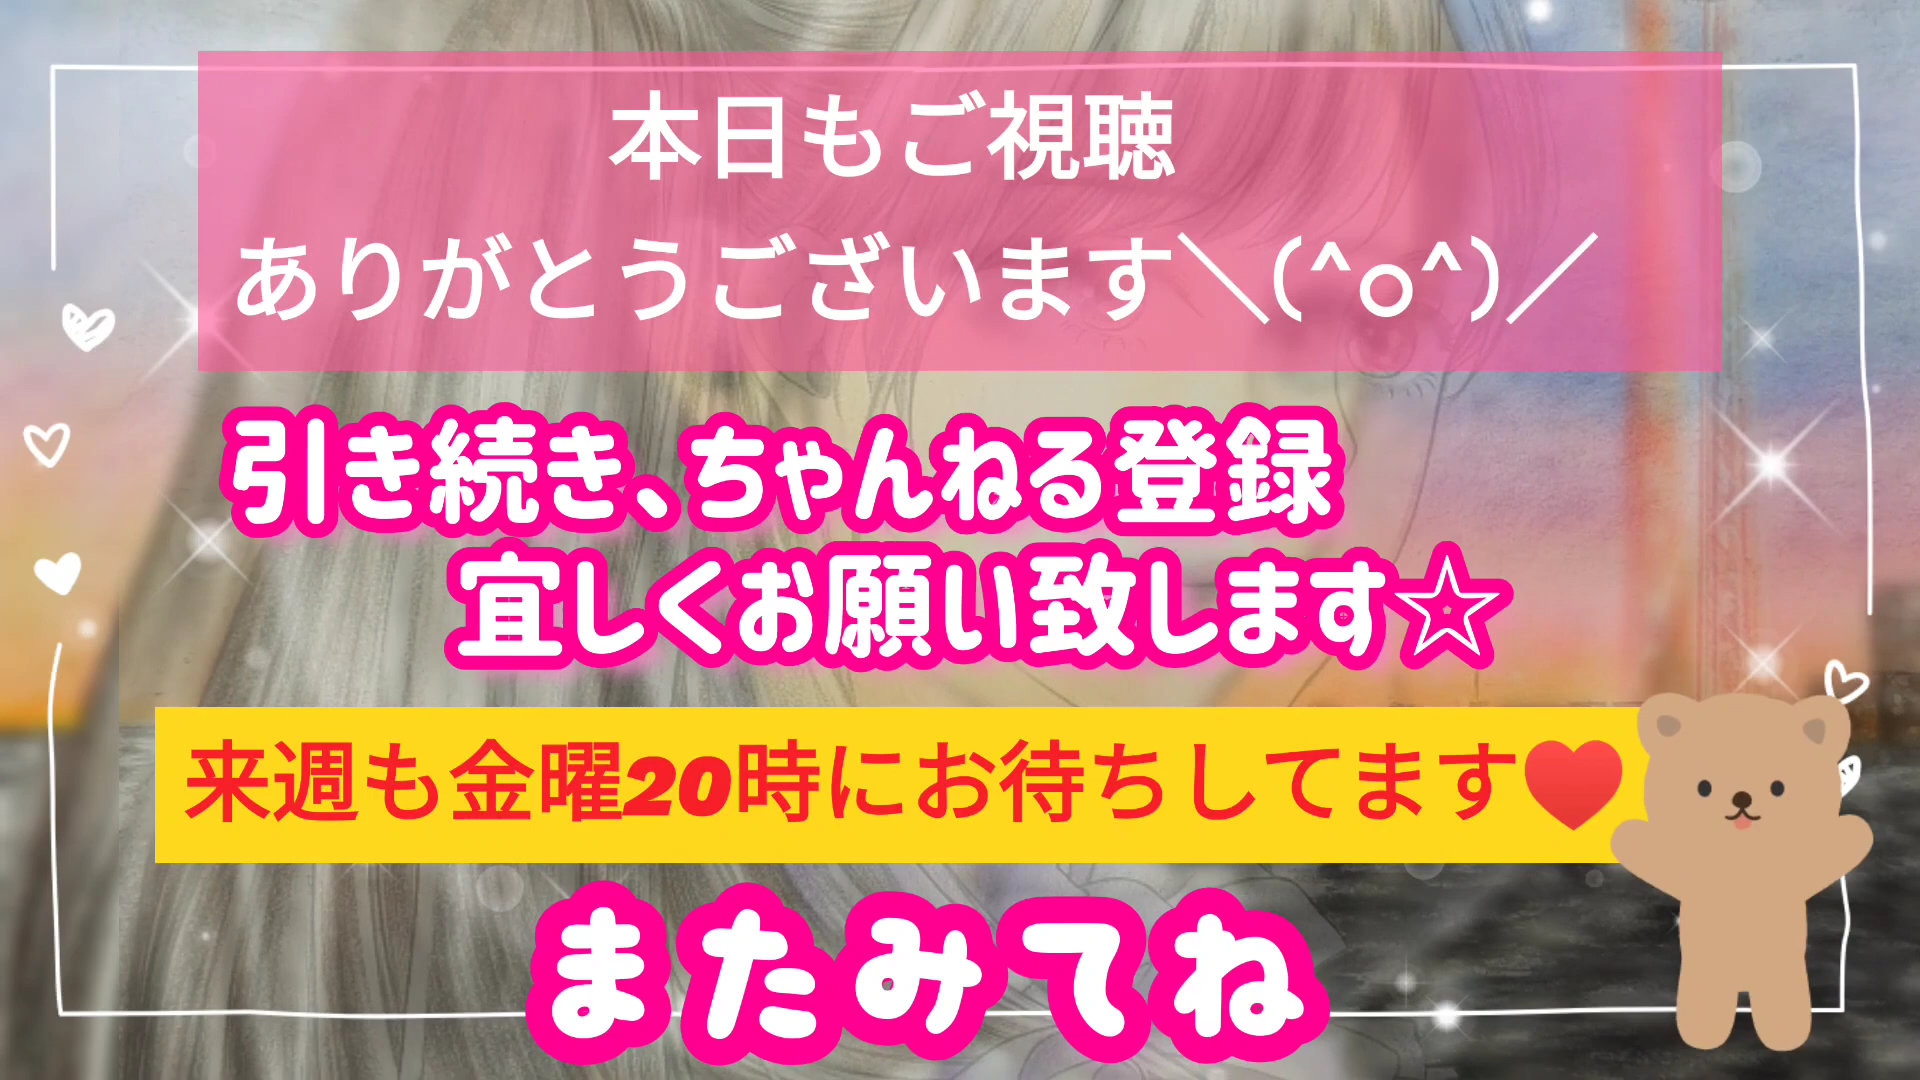 本日もご視聴
ありがとうございます＼(^o^)／
引き続き、ちゃんねる登録
宜しくお願い致します☆
来週も金曜20時にお待ちしてます♥
またみてね